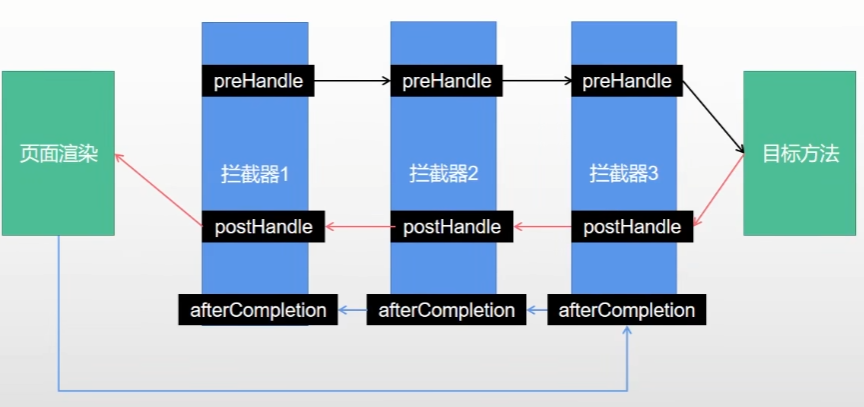 preHandle
preHandle
preHandle
页面渲染
拦截器1
拦截器2
拦截器3
目标方法
postHandle
postHandle
postHandle
afterCompletion
afterCompletion
afterCompletion